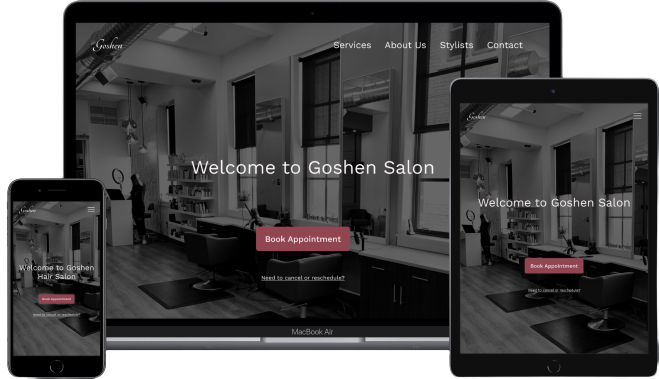 Goshen
Services About Us Stylists Contact
Welcome to Goshen Salon
Book Appointment
Need to cancel or reschedule?
MacBook Air
Goshen
Welcome to Goshen Salon
Book Appointment
Need to cancel or reschedule?
Goshen
Welcome to Goshen
Hair Salon
Book Appointment
Need to cancel or reschedule?